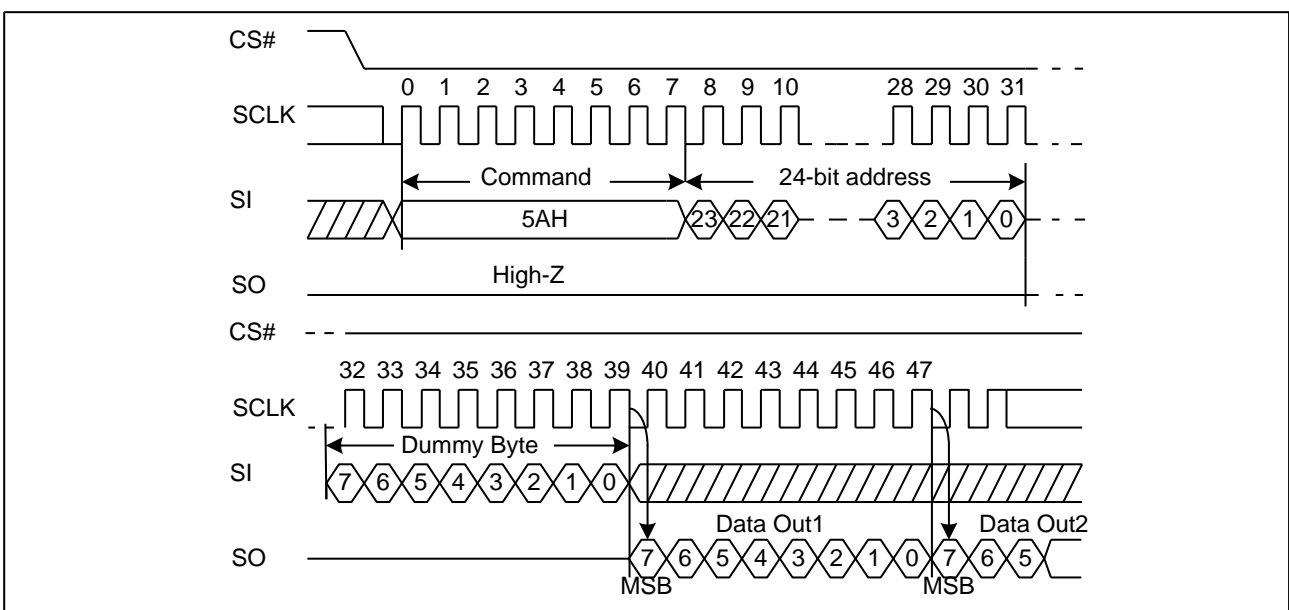 CS#
0 1 2 3 4 5 6 7 8 9 10 28 29 30 31
SCLK
Command 24-bit address
SI
5AH 23 22 21 3 2 1 0
High-Z
SO
CS#
32 33 34 35 36 37 38 39 40 41 42 43 44 45 46 47
SCLK
Dummy Byte
SI
7 6 5 4 3 2 1 0
Data Out1 Data Out2
SO
7 6 5 4 3 2 1 0 7 6 5
MSB MSB